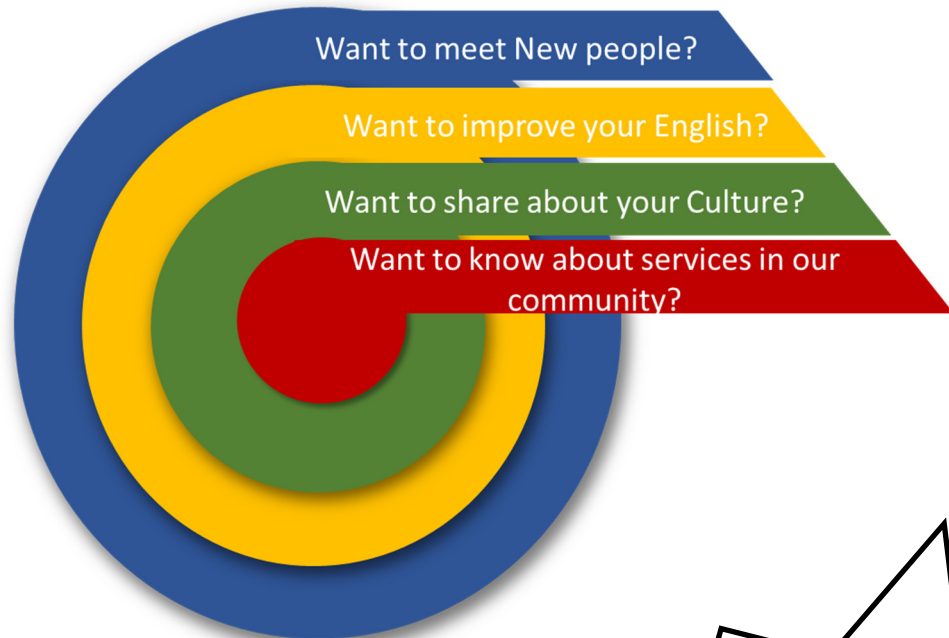 Want to meet New people?
Want to improve your English?
Want to share about your Culture?
Want to know about services in our
community?